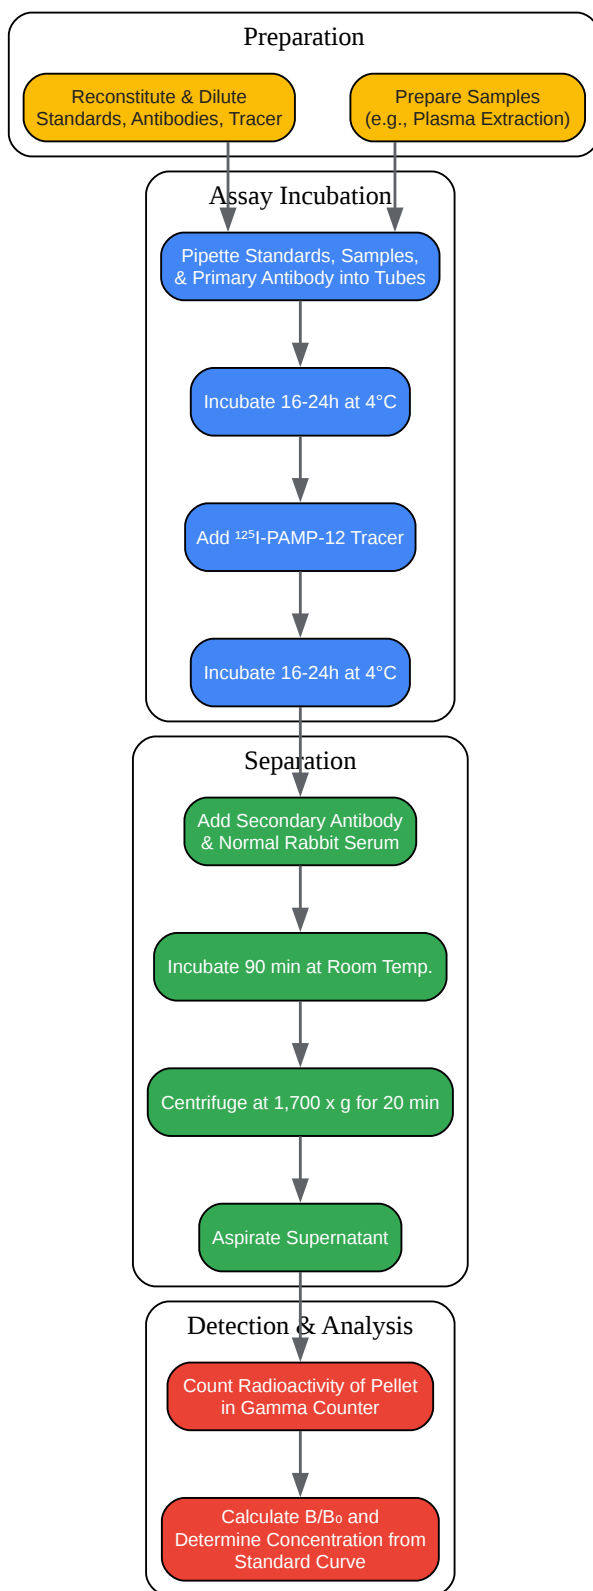 Preparation
Reconstitute & Dilute
Standards, Antibodies, Tracer
Prepare Samples
(e.g., Plasma Extraction)
Assay Incubation
Pipette Standards, Samples,
& Primary Antibody into Tubes
Incubate 16-24h at 4°C
Add ¹²⁵I-PAMP-12 Tracer
Incubate 16-24h at 4°C
Separation
Add Secondary Antibody
& Normal Rabbit Serum
Incubate 90 min at Room Temp.
Centrifuge at 1,700 x g for 20 min
Aspirate Supernatant
Detection & Analysis
Count Radioactivity of Pellet
in Gamma Counter
Calculate B/B₀ and
Determine Concentration from
Standard Curve